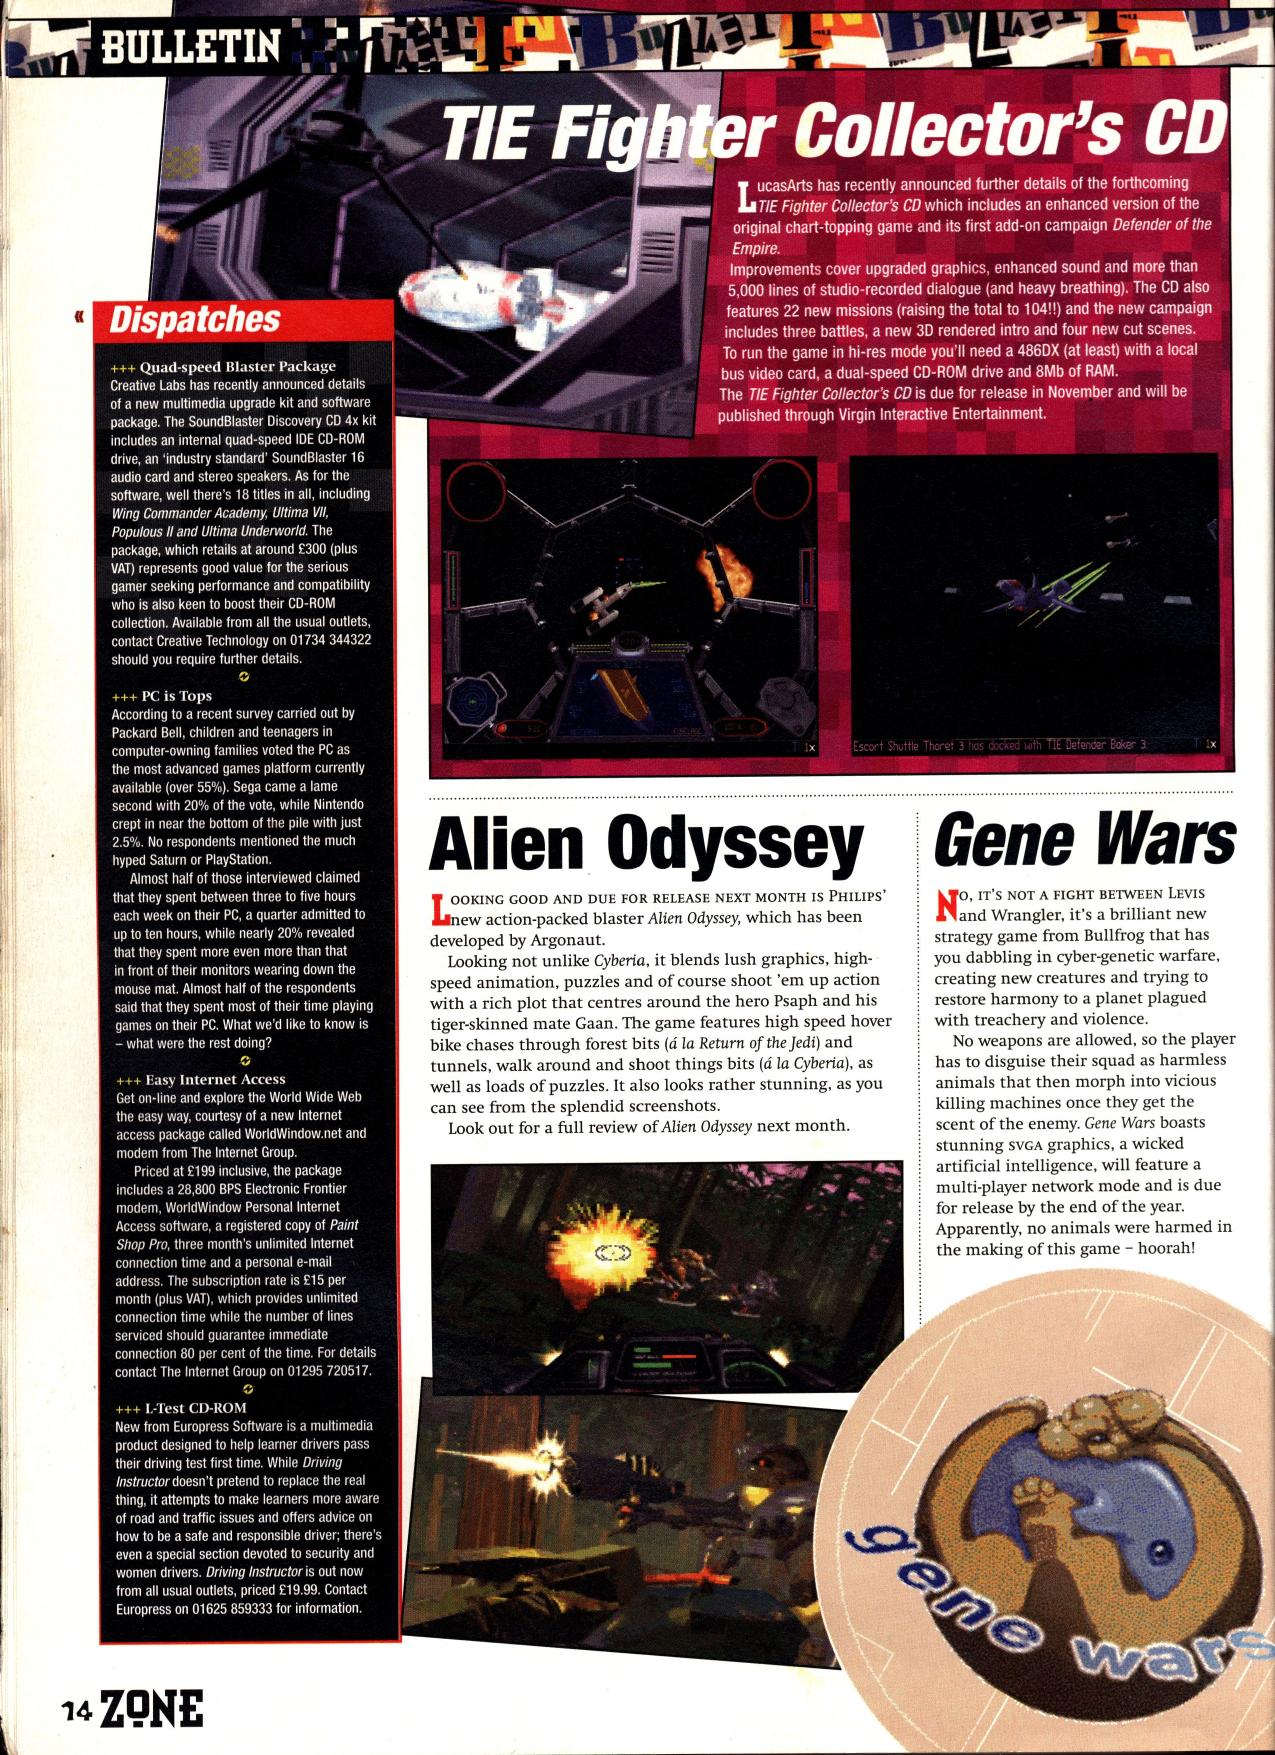 BULLETIN
TIE Fighter Collector's CD
LucasArts has recently announced further details of the forthcoming
TIE Fighter Collector's CD which includes an enhanced version of the
original chart-topping game and its first add-on campaign Defender of the
Empire.
Improvements cover upgraded graphics, enhanced sound and more than
5,000 lines of studio-recorded dialogue (and heavy breathing). The CD also
features 22 new missions (raising the total to 104!!) and the new campaign
includes three battles, a new 3D rendered intro and four new cut scenes.
To run the game in hi-res mode you'll need a 486DX (at least) with a local
bus video card, a dual-speed CD-ROM drive and 8Mb of RAM.
The TIE Fighter Collector's CD is due for release in November and will be
published through Virgin Interactive Entertainment.
T: 1x
Escort Shuttle Thoret 3 has docked with TIE Defender Baker 3
T: 1x
«
Dispatches
+++ Quad-speed Blaster Package
Creative Labs has recently announced details
of a new multimedia upgrade kit and software
package. The SoundBlaster Discovery CD 4x kit
includes an internal quad-speed IDE CD-ROM
drive, an 'industry standard' SoundBlaster 16
audio card and stereo speakers. As for the
software, well there's 18 titles in all, including
Wing Commander Academy, Ultima VII,
Populous II and Ultima Underworld. The
package, which retails at around £300 (plus
VAT) represents good value for the serious
gamer seeking performance and compatibility
who is also keen to boost their CD-ROM
collection. Available from all the usual outlets,
contact Creative Technology on 01734 344322
should you require further details.
+++ PC is Tops
According to a recent survey carried out by
Packard Bell, children and teenagers in
computer-owning families voted the PC as
the most advanced games platform currently
available (over 55%). Sega came a lame
second with 20% of the vote, while Nintendo
crept in near the bottom of the pile with just
2.5%. No respondents mentioned the much
hyped Saturn or PlayStation.
Almost half of those interviewed claimed
that they spent between three to five hours
each week on their PC, a quarter admitted to
up to ten hours, while nearly 20% revealed
that they spent more even more than that
in front of their monitors wearing down the
mouse mat. Almost half of the respondents
said that they spent most of their time playing
games on their PC. What we'd like to know is
– what were the rest doing?
+++ Easy Internet Access
Get on-line and explore the World Wide Web
the easy way, courtesy of a new Internet
access package called WorldWindow.net and
modem from The Internet Group.
Priced at £199 inclusive, the package
includes a 28,800 BPS Electronic Frontier
modem, WorldWindow Personal Internet
Access software, a registered copy of Paint
Shop Pro, three month's unlimited Internet
connection time and a personal e-mail
address. The subscription rate is £15 per
month (plus VAT), which provides unlimited
connection time while the number of lines
serviced should guarantee immediate
connection 80 per cent of the time. For details
contact The Internet Group on 01295 720517.
+++ L-Test CD-ROM
New from Europress Software is a multimedia
product designed to help learner drivers pass
their driving test first time. While Driving
Instructor doesn't pretend to replace the real
thing, it attempts to make learners more aware
of road and traffic issues and offers advice on
how to be a safe and responsible driver; there's
even a special section devoted to security and
women drivers. Driving Instructor is out now
from all usual outlets, priced £19.99. Contact
Europress on 01625 859333 for information.
Alien Odyssey
LOOKING GOOD AND DUE FOR RELEASE NEXT MONTH IS PHILIPS'
new action-packed blaster Alien Odyssey, which has been
developed by Argonaut.
Looking not unlike Cyberia, it blends lush graphics, high-
speed animation, puzzles and of course shoot 'em up action
with a rich plot that centres around the hero Psaph and his
tiger-skinned mate Gaan. The game features high speed hover
bike chases through forest bits (á la Return of the Jedi) and
tunnels, walk around and shoot things bits (á la Cyberia), as
well as loads of puzzles. It also looks rather stunning, as you
can see from the splendid screenshots.
Look out for a full review of Alien Odyssey next month.
Gene Wars
NO, IT'S NOT A FIGHT BETWEEN LEVIS
and Wrangler, it's a brilliant new
strategy game from Bullfrog that has
you dabbling in cyber-genetic warfare,
creating new creatures and trying to
restore harmony to a planet plagued
with treachery and violence.
No weapons are allowed, so the player
has to disguise their squad as harmless
animals that then morph into vicious
killing machines once they get the
scent of the enemy. Gene Wars boasts
stunning SVGA graphics, a wicked
artificial intelligence, will feature a
multi-player network mode and is due
for release by the end of the year.
Apparently, no animals were harmed in
the making of this game – hoorah!
gene wars
14 ZONE